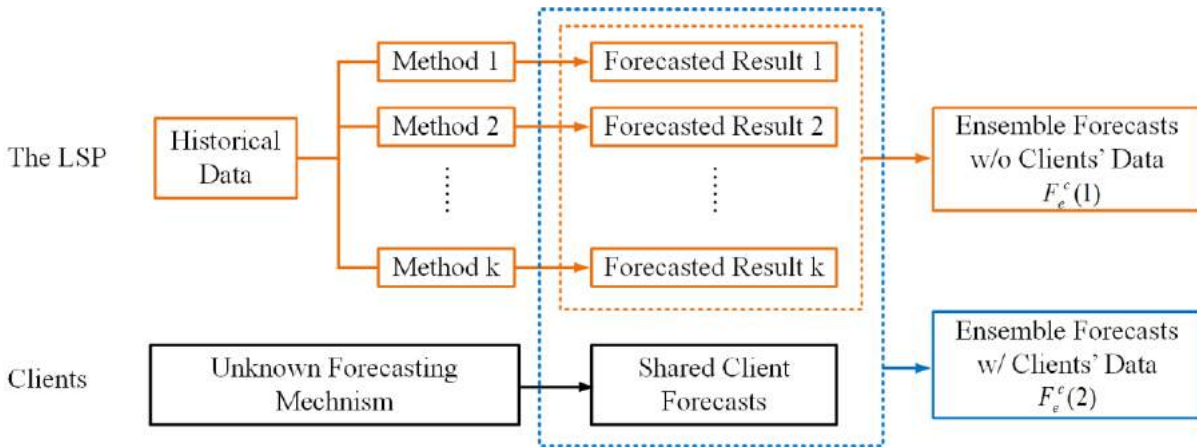 Method 1
Forecasted Result 1
Method 2
Forecasted Result 2
The LSP
Historical
Data
Ensemble Forecasts
w/o Clients' Data
F_e^c(1)
Method k
Forecasted Result k
Clients
Unknown Forecasting
Mechnism
Shared Client
Forecasts
Ensemble Forecasts
w/ Clients' Data
F_e^c(2)